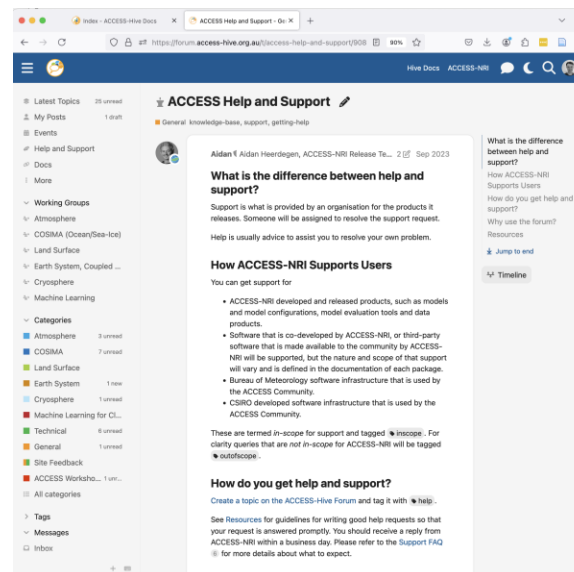 Index - ACCESS-Hive Docs
ACCESS Help and Support - Ge
https://forum.access-hive.org.au/t/access-help-and-support/908
90%
Hive Docs ACCESS-NRI
Latest Topics 25 unread
My Posts 1 draft
Events
Help and Support
Docs
More
Working Groups
Atmosphere
COSIMA (Ocean/Sea-Ice)
Land Surface
Earth System, Coupled ...
Cryosphere
Machine Learning
Categories
Atmosphere 3 unread
COSIMA 7 unread
Land Surface
Earth System 1 new
Cryosphere 1 unread
Machine Learning for Cl...
Technical 6 unread
General 1 unread
Site Feedback
ACCESS Worksho... 1 unr...
All categories
Tags
Messages
Inbox
ACCESS Help and Support
General knowledge-base, support, getting-help
Aidan Aidan Heerdegen, ACCESS-NRI Release Te... 2 Sep 2023
What is the difference between help and
support?
Support is what is provided by an organisation for the products it
releases. Someone will be assigned to resolve the support request.
Help is usually advice to assist you to resolve your own problem.
How ACCESS-NRI Supports Users
You can get support for
• ACCESS-NRI developed and released products, such as models
and model configurations, model evaluation tools and data
products.
• Software that is co-developed by ACCESS-NRI, or third-party
software that is made available to the community by ACCESS-
NRI will be supported, but the nature and scope of that support
will vary and is defined in the documentation of each package.
• Bureau of Meteorology software infrastructure that is used by
the ACCESS Community.
• CSIRO developed software infrastructure that is used by the
ACCESS Community.
These are termed in-scope for support and tagged inscope . For
clarity queries that are not in-scope for ACCESS-NRI will be tagged
outofscope .
How do you get help and support?
Create a topic on the ACCESS-Hive Forum and tag it with help .
See Resources for guidelines for writing good help requests so that
your request is answered promptly. You should receive a reply from
ACCESS-NRI within a business day. Please refer to the Support FAQ
6 for more details about what to expect.
What is the difference
between help and
support?
How ACCESS-NRI
Supports Users
How do you get help and
support?
Why use the forum?
Resources
Jump to end
Timeline